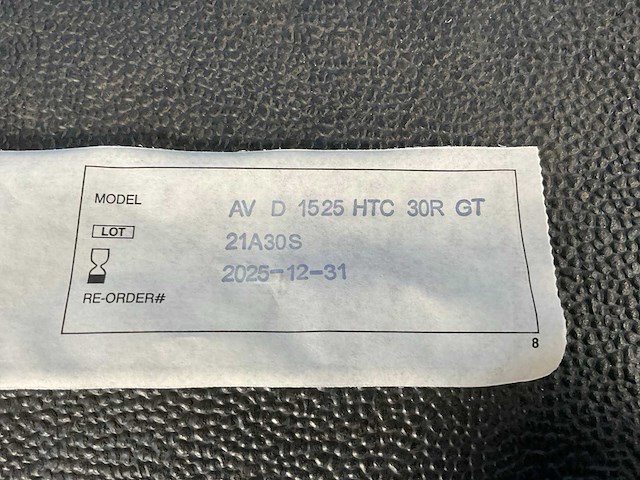 MODEL AV D 1525 HTC 30R GT
LOT 21A30S
2025-12-31
RE-ORDER#
8